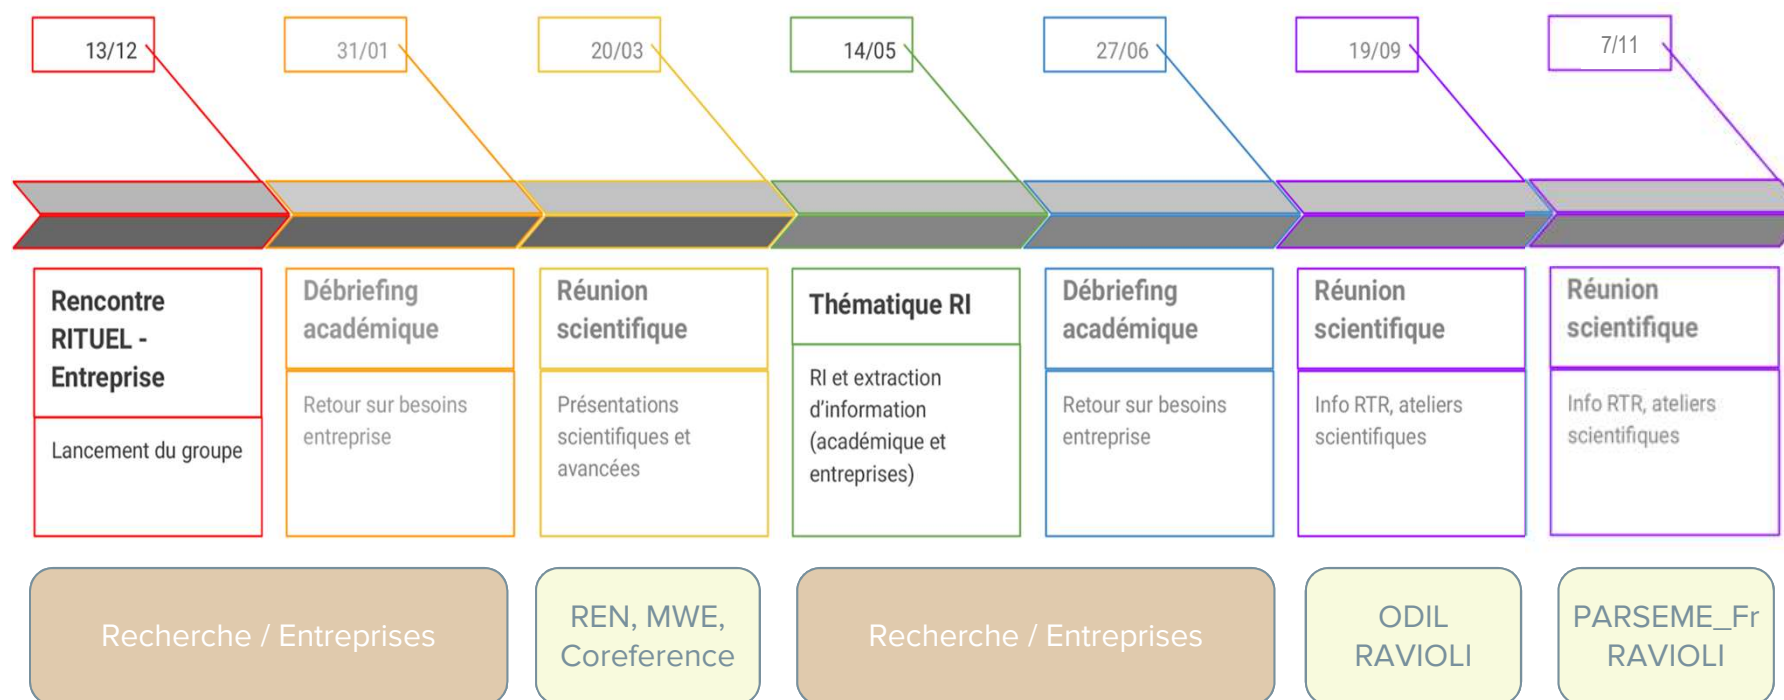 13/12
31/01
20/03
14/05
27/06
19/09
7/11
Rencontre
RITUEL -
Entreprise
Lancement du groupe
Débriefing
académique
Retour sur besoins
entreprise
Réunion
scientifique
Présentations
scientifiques et
avancées
Thématique RI
RI et extraction
d'information
(académique et
entreprises)
Débriefing
académique
Retour sur besoins
entreprise
Réunion
scientifique
Info RTR, ateliers
scientifiques
Réunion
scientifique
Info RTR, ateliers
scientifiques
Recherche / Entreprises
REN, MWE,
Coreference
Recherche / Entreprises
ODIL
RAVIOLI
PARSEME_Fr
RAVIOLI